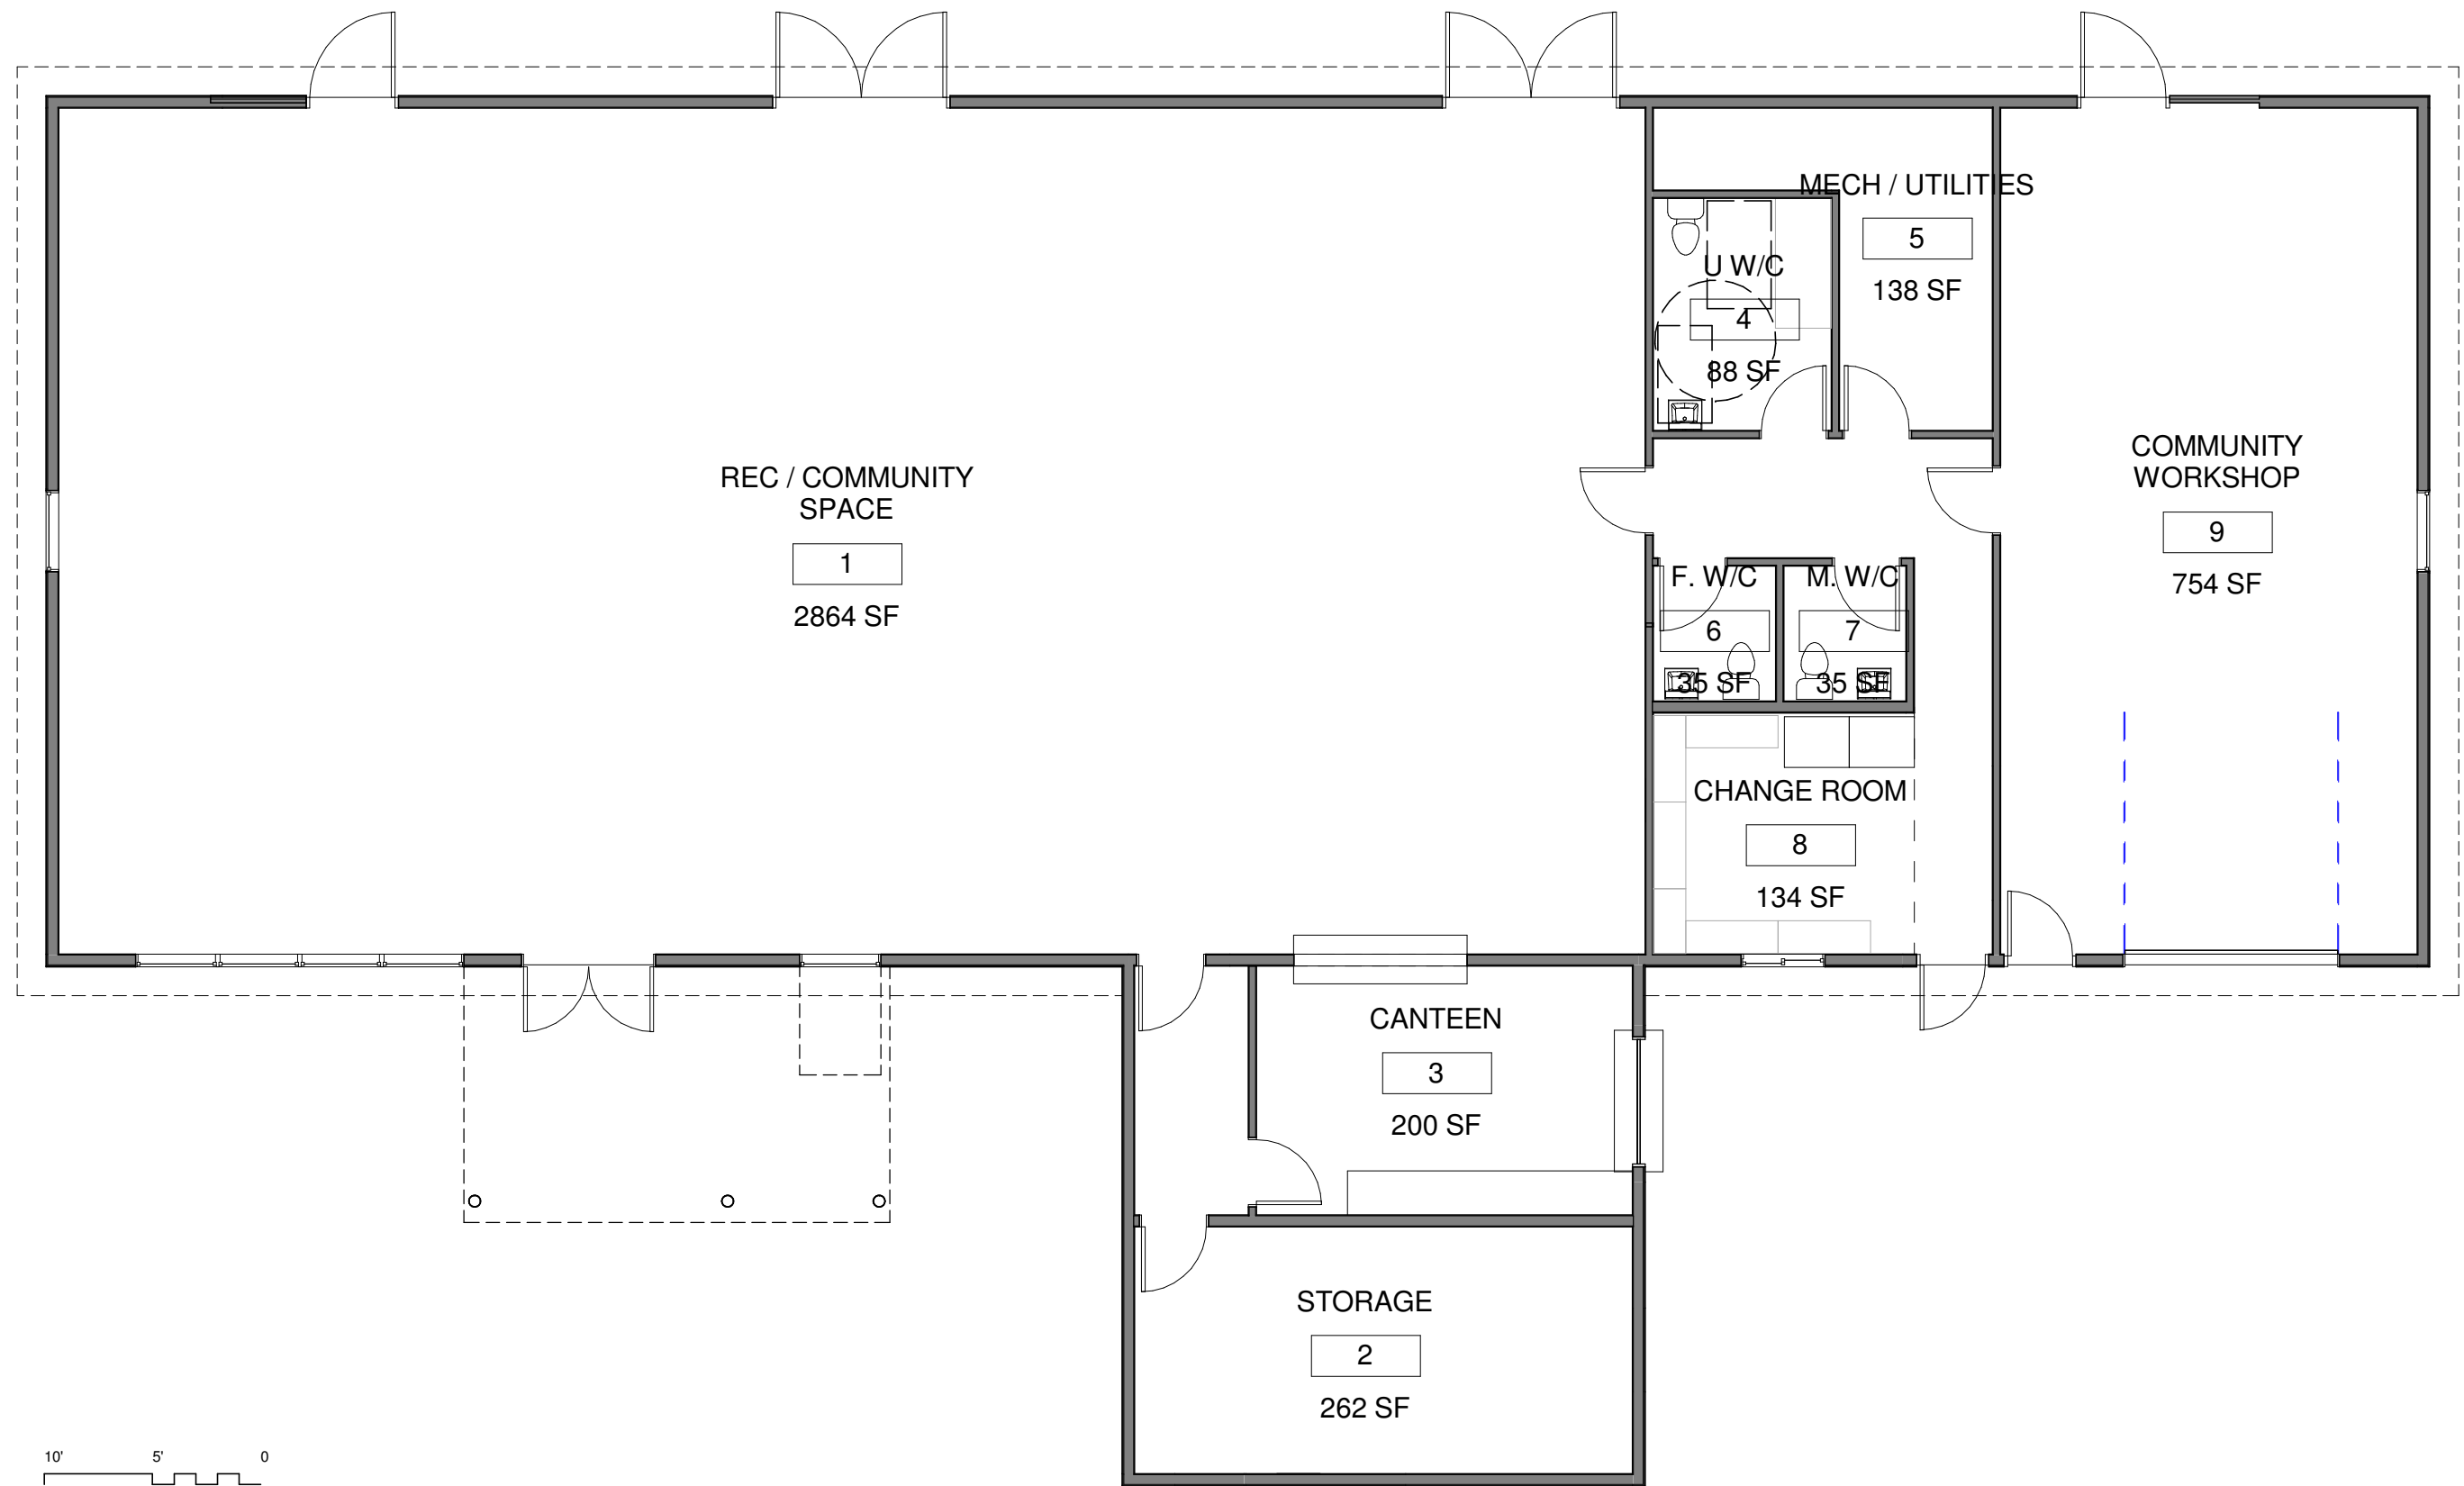 MECH / UTILITIES
5
138 SF
U W/C
4
88 SF
REC / COMMUNITY
SPACE
1
2864 SF
COMMUNITY
WORKSHOP
9
754 SF
F. W/C
6
35 SF
M. W/C
7
35 SF
CHANGE ROOM
8
134 SF
CANTEEN
3
200 SF
STORAGE
2
262 SF
10' 5' 0